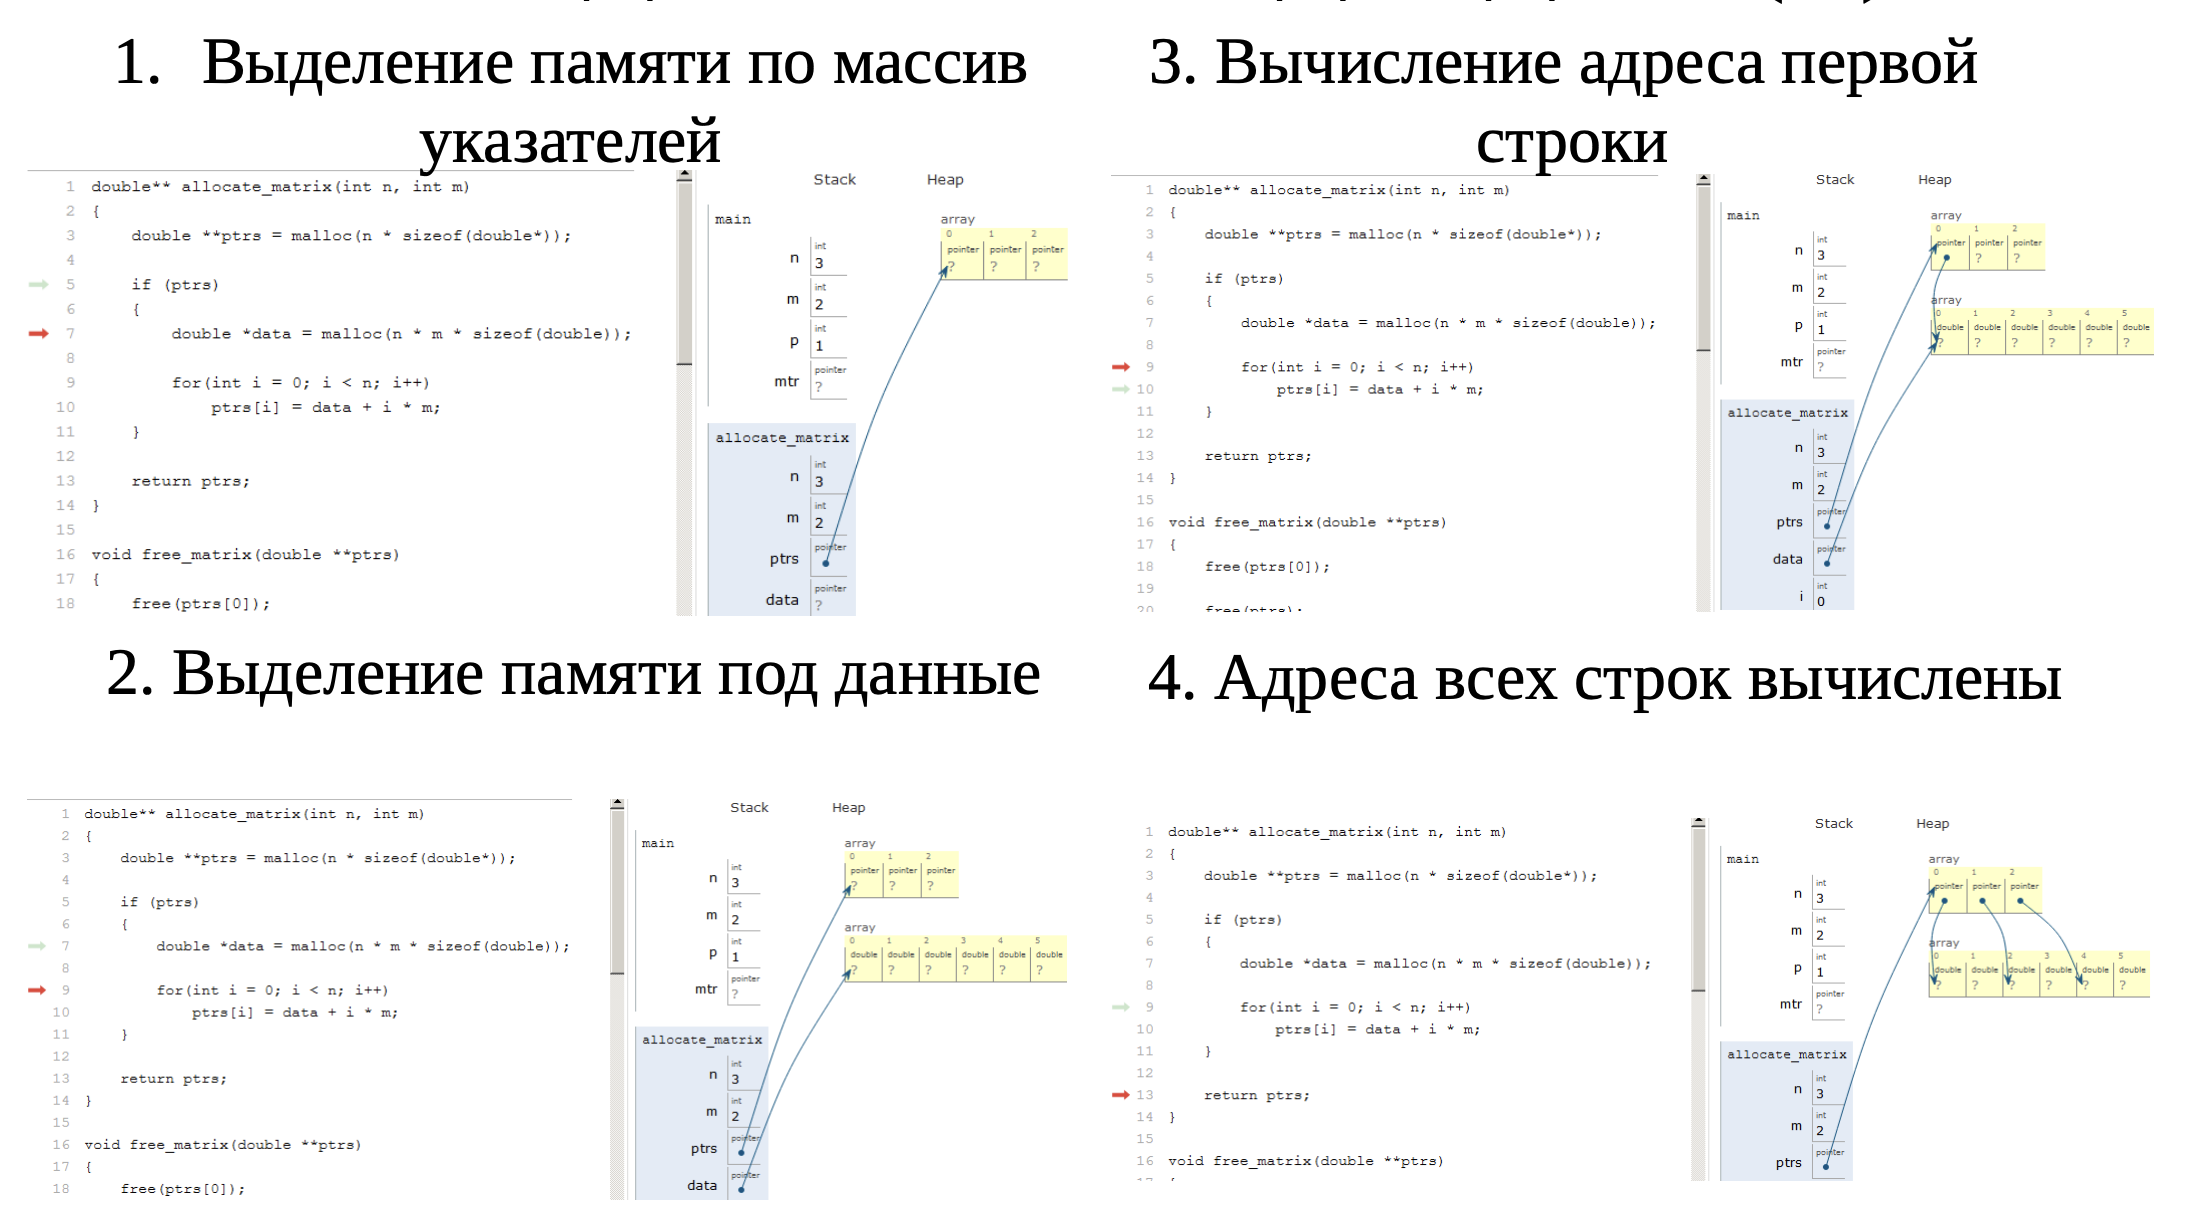 1. Выделение памяти по массив
указателей
1 double** allocate_matrix(int n, int m)
2 {
3 double **ptrs = malloc(n * sizeof(double*));
4
5 if (ptrs)
6 {
7 double *data = malloc(n * m * sizeof(double));
8
9 for(int i = 0; i < n; i++)
10 ptrs[i] = data + i * m;
11 }
12
13 return ptrs;
14 }
15
16 void free_matrix(double **ptrs)
17 {
18 free(ptrs[0]);
Stack Heap
main
array
0 1 2
pointer pointer pointer
? ? ?
int
n 3
int
m 2
int
p 1
pointer
mtr ?
allocate_matrix
int
n 3
int
m 2
pointer
ptrs
pointer
data ?
2. Выделение памяти под данные
1 double** allocate_matrix(int n, int m)
2 {
3 double **ptrs = malloc(n * sizeof(double*));
4
5 if (ptrs)
6 {
7 double *data = malloc(n * m * sizeof(double));
8
9 for(int i = 0; i < n; i++)
10 ptrs[i] = data + i * m;
11 }
12
13 return ptrs;
14 }
15
16 void free_matrix(double **ptrs)
17 {
18 free(ptrs[0]);
Stack Heap
main
array
0 1 2
pointer pointer pointer
? ? ?
array
0 1 2 3 4 5
double double double double double double
? ? ? ? ? ?
int
n 3
int
m 2
int
p 1
pointer
mtr ?
allocate_matrix
int
n 3
int
m 2
pointer
ptrs
pointer
data
3. Вычисление адреса первой
строки
1 double** allocate_matrix(int n, int m)
2 {
3 double **ptrs = malloc(n * sizeof(double*));
4
5 if (ptrs)
6 {
7 double *data = malloc(n * m * sizeof(double));
8
9 for(int i = 0; i < n; i++)
10 ptrs[i] = data + i * m;
11 }
12
13 return ptrs;
14 }
15
16 void free_matrix(double **ptrs)
17 {
18 free(ptrs[0]);
19
20 free(ptrs);
Stack Heap
main
array
0 1 2
pointer pointer pointer
? ?
array
0 1 2 3 4 5
double double double double double double
? ? ? ? ? ?
int
n 3
int
m 2
int
p 1
pointer
mtr ?
allocate_matrix
int
n 3
int
m 2
pointer
ptrs
pointer
data
int
i 0
4. Адреса всех строк вычислены
1 double** allocate_matrix(int n, int m)
2 {
3 double **ptrs = malloc(n * sizeof(double*));
4
5 if (ptrs)
6 {
7 double *data = malloc(n * m * sizeof(double));
8
9 for(int i = 0; i < n; i++)
10 ptrs[i] = data + i * m;
11 }
12
13 return ptrs;
14 }
15
16 void free_matrix(double **ptrs)
Stack Heap
main
array
0 1 2
pointer pointer pointer
array
0 1 2 3 4 5
double double double double double double
? ? ? ? ? ?
int
n 3
int
m 2
int
p 1
pointer
mtr ?
allocate_matrix
int
n 3
int
m 2
pointer
ptrs